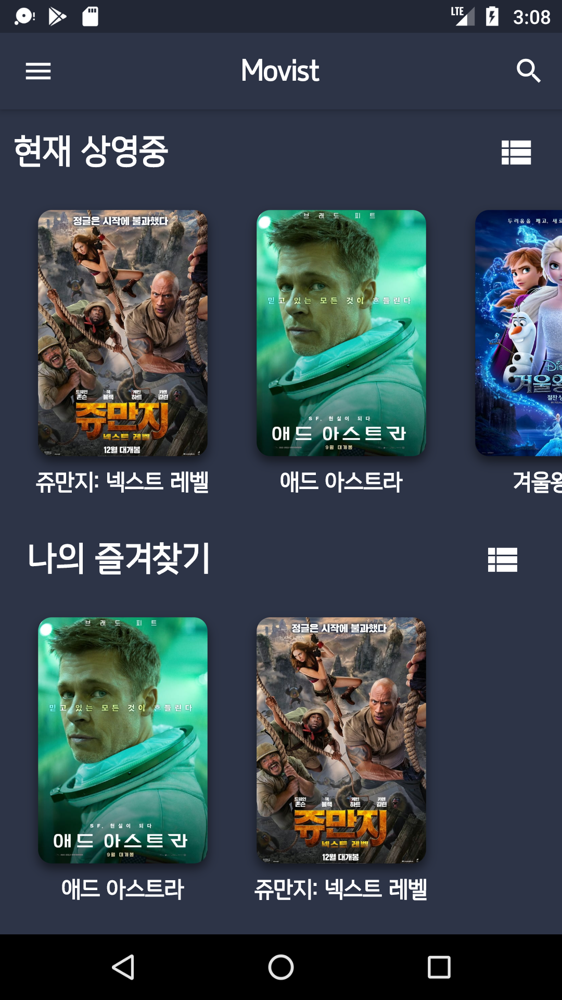 LTE 3:08
Movist
현재 상영중
정글은 시작에 불과했다
드웨인 존슨 잭 블랙 케빈 하트 카렌 길런
쥬만지
넥스트 레벨
12월 대개봉
브래드 피트
믿고 있는 모든 것이 흔들린다
SF, 현실이 되다
애드 아스트라
9월 대개봉
두려움을 깨고, 새로
겨울왕
쥬만지: 넥스트 레벨
애드 아스트라
겨울왕
나의 즐겨찾기
브래드 피트
믿고 있는 모든 것이 흔들린다
SF, 현실이 되다
애드 아스트라
9월 대개봉
정글은 시작에 불과했다
드웨인 존슨 잭 블랙 케빈 하트 카렌 길런
쥬만지
넥스트 레벨
12월 대개봉
애드 아스트라
쥬만지: 넥스트 레벨